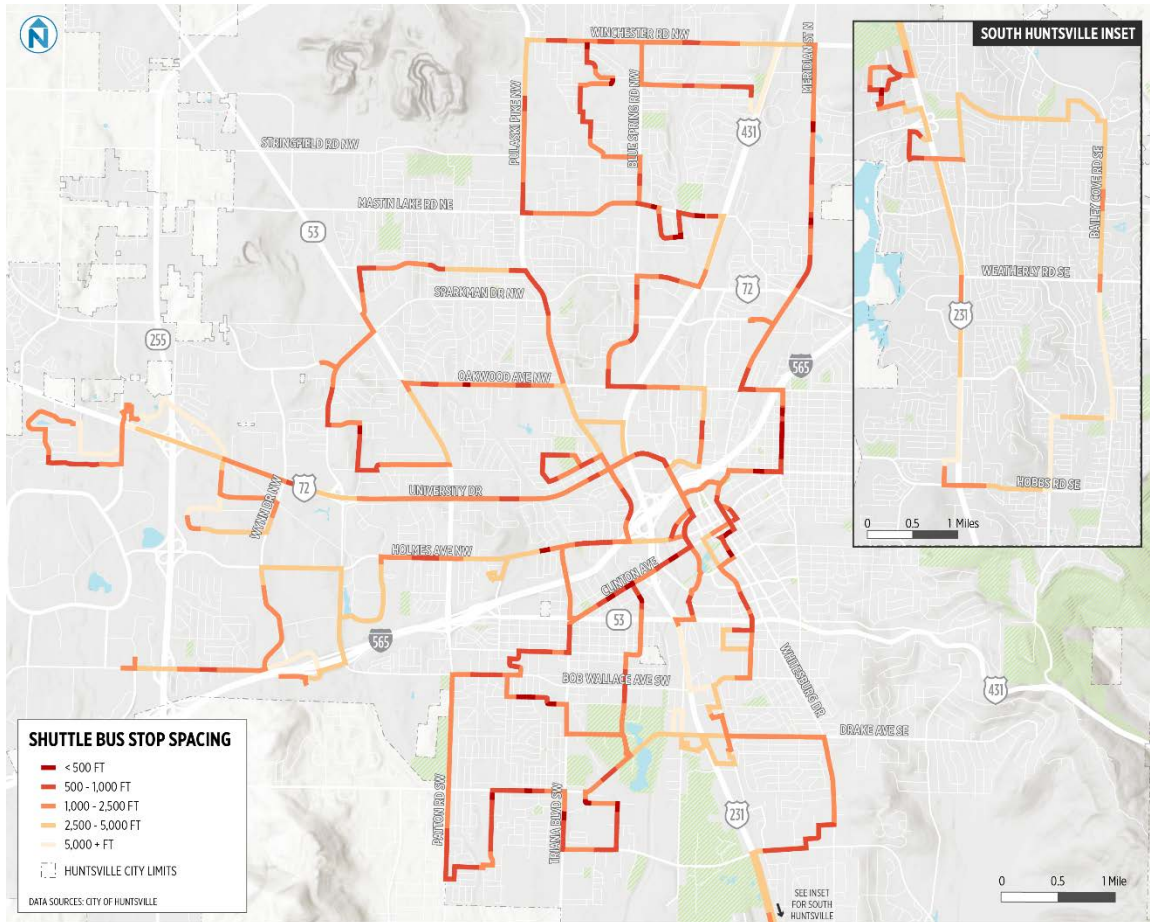 N
WINCHESTER RD NW
MERIDIAN ST N
PULASKI PIKE NW
BLUE SPRING RD NW
431
STRINGFIELD RD NW
MASTIN LAKE RD NE
53
SPARKMAN DR NW
72
255
565
OAKWOOD AVE NW
72
UNIVERSITY DR
WYNN DR NW
HOLMES AVE NW
CLINTON AVE
53
565
BOB WALLACE AVE SW
WHITESBURG DR
431
DRAKE AVE SE
PATTON RD SW
TRIANA BLVD SW
231
SEE INSET
FOR SOUTH
HUNTSVILLE
0 0.5 1 Mile
SOUTH HUNTSVILLE INSET
BAILEY COVE RD SE
WEATHERLY RD SE
231
HOBBS RD SE
0 0.5 1 Miles
SHUTTLE BUS STOP SPACING
< 500 FT
500 - 1,000 FT
1,000 - 2,500 FT
2,500 - 5,000 FT
5,000 + FT
HUNTSVILLE CITY LIMITS
DATA SOURCES: CITY OF HUNTSVILLE